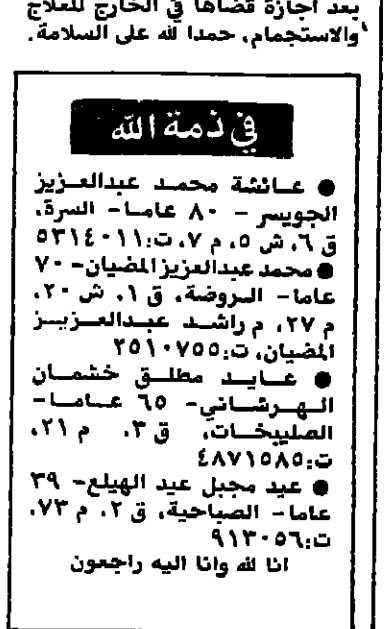 بعد اجازة قضاها في الخارج للعلاج
والاستجمام، حمدا لله على السلامة.
في ذمة الله
● عائشة محمد عبدالعزيز
الجويسر - ٨٠ عاما - السرة،
ق ٦، ش ٥، م ٧، ت: ٥٣١٤٠١١
● محمد عبدالعزيز المضيان - ٧٠
عاما - الروضة، ق ١، ش ٢٠،
م ٢٧، م راشد عبدالعزيز
المضيان، ت: ٢٥١٠٧٥٥
● عايد مطلق خشمان
الهرشاني - ٦٥ عاما -
الصليبخات، ق ٣، م ٢١،
ت: ٤٨٧١٥٨٥
● عيد مجبل عيد الهيلع - ٣٩
عاما - الصباحية، ق ٢، م ٧٣،
ت: ٩١٣٠٥٦
انا لله وانا اليه راجعون